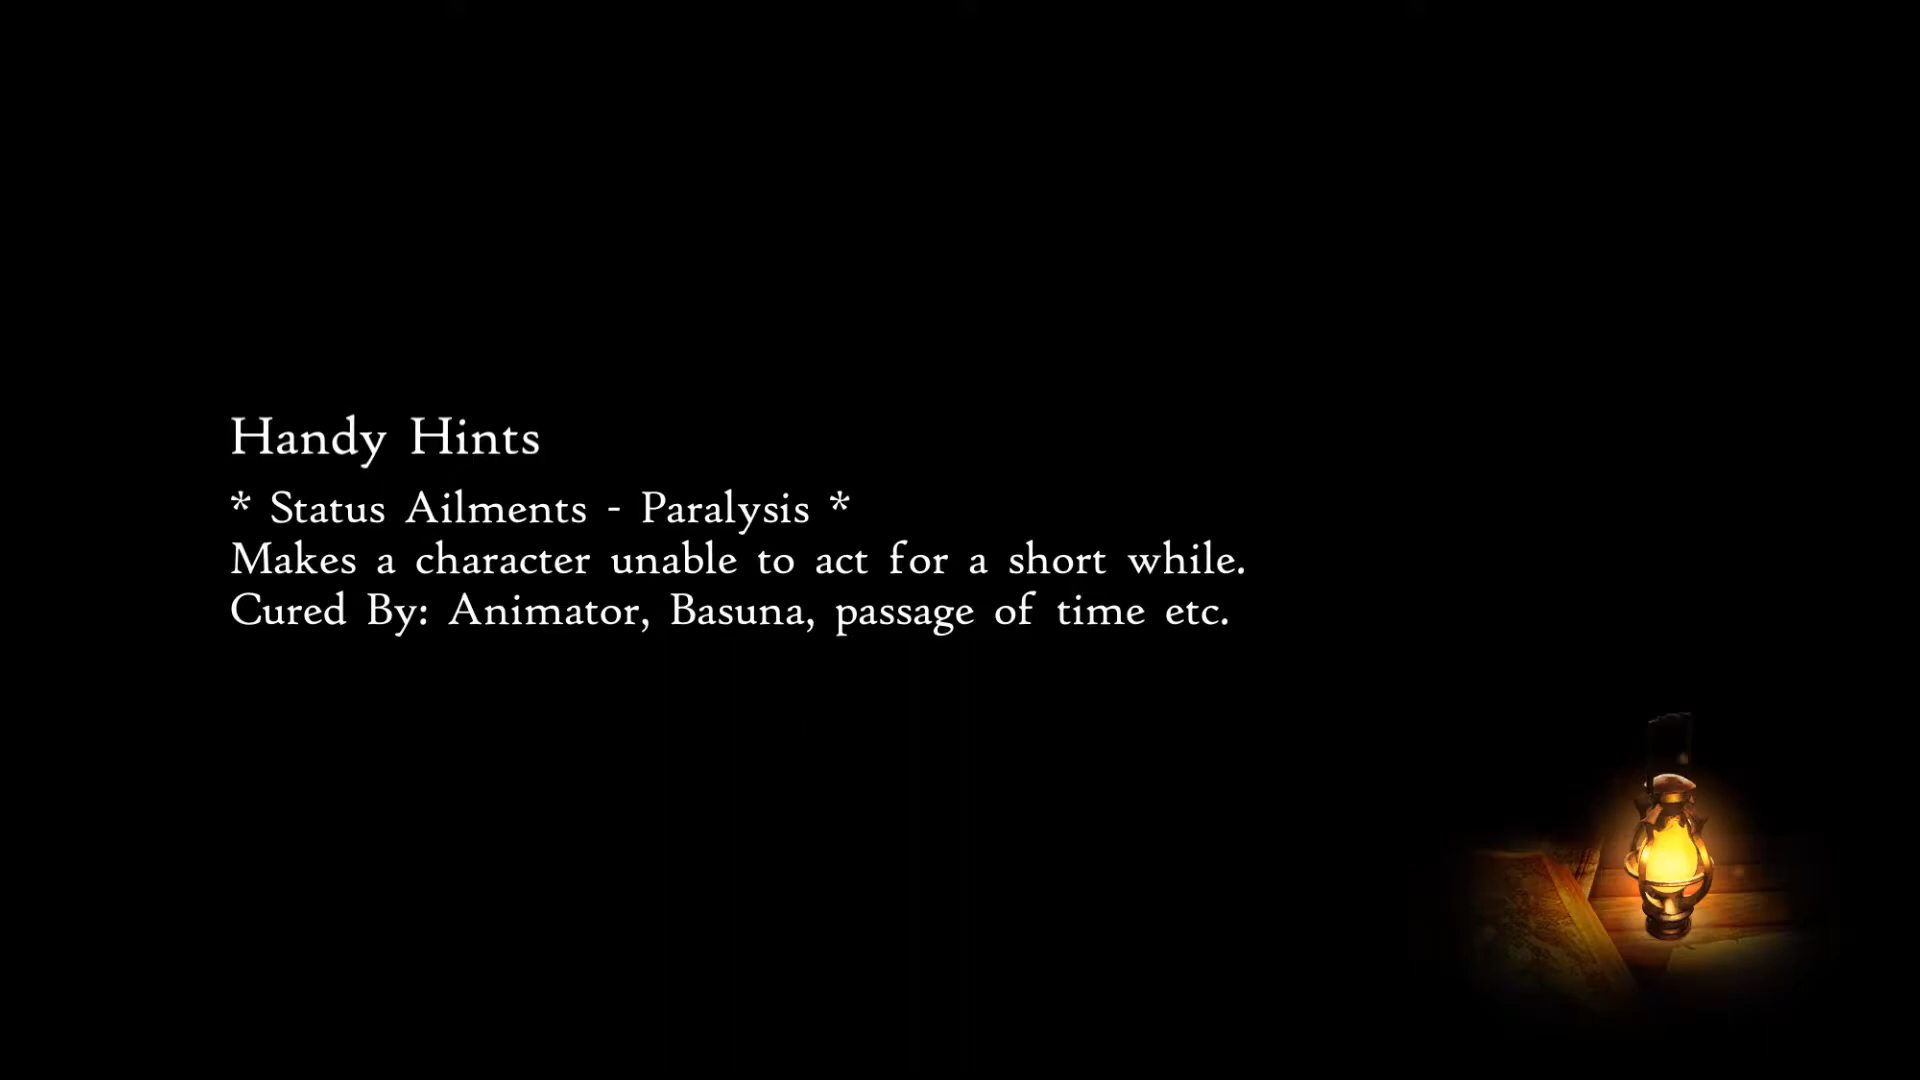 Handy Hints
* Status Ailments - Paralysis *
Makes a character unable to act for a short while.
Cured By: Animator, Basuna, passage of time etc.